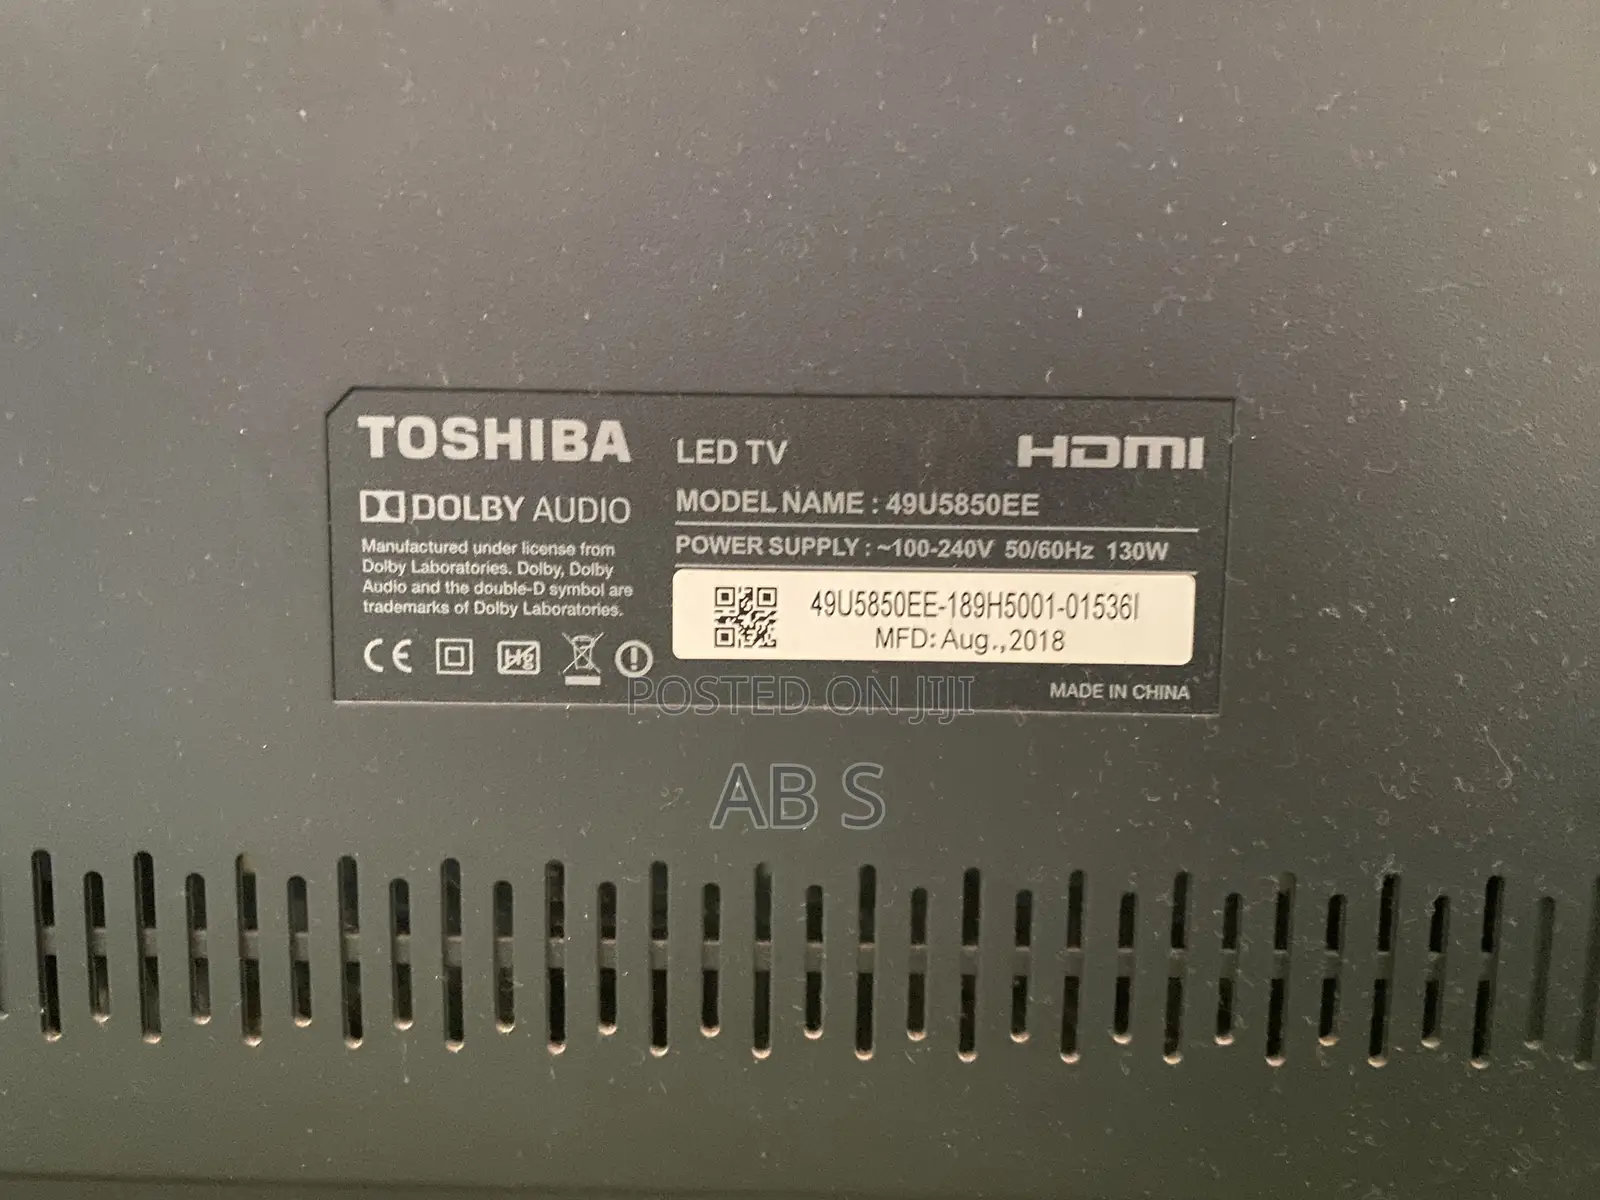 TOSHIBA
LED TV
HDMI
DOLBY AUDIO
MODEL NAME : 49U5850EE
POWER SUPPLY : ~100-240V 50/60Hz 130W
Manufactured under license from
Dolby Laboratories. Dolby, Dolby
Audio and the double-D symbol are
trademarks of Dolby Laboratories.
49U5850EE-189H5001-01536I
MFD: Aug.,2018
CE
Hg
MADE IN CHINA
POSTED ON JIJI
AB S